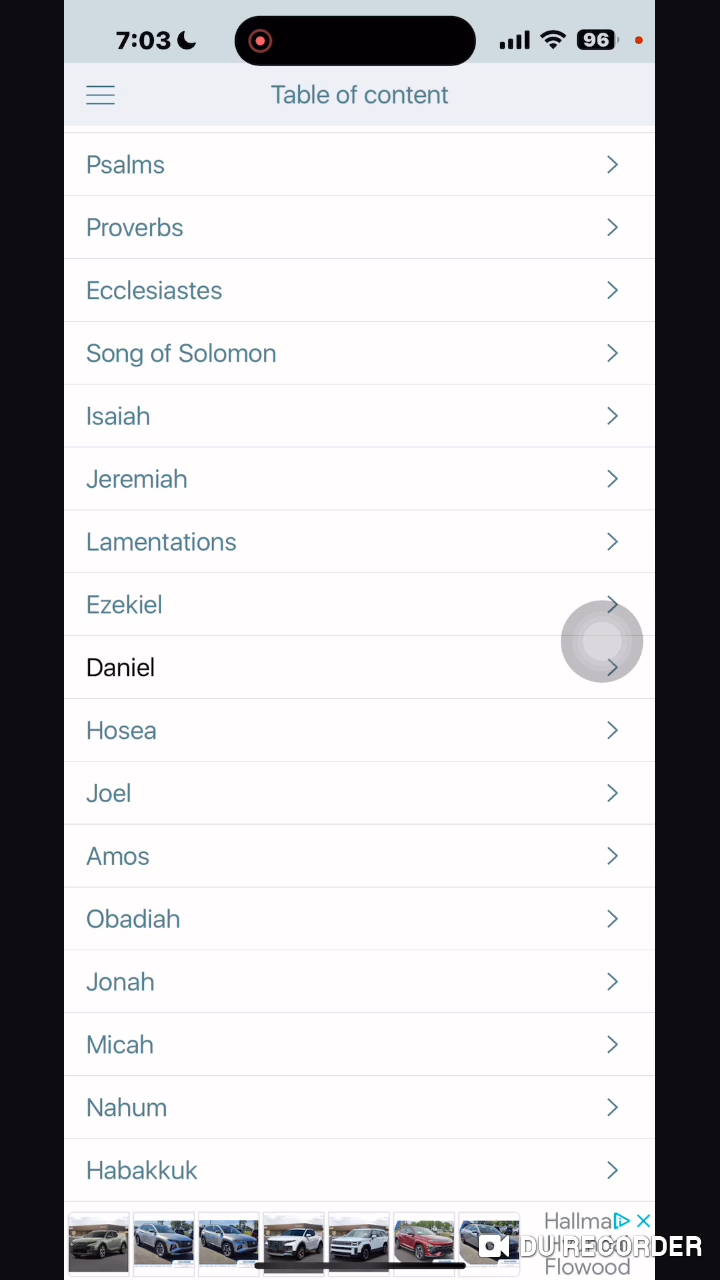 7:03
96
Table of content
Psalms
Proverbs
Ecclesiastes
Song of Solomon
Isaiah
Jeremiah
Lamentations
Ezekiel
Daniel
Hosea
Joel
Amos
Obadiah
Jonah
Micah
Nahum
Habakkuk
Hallma
DU RECORDER
Flowood